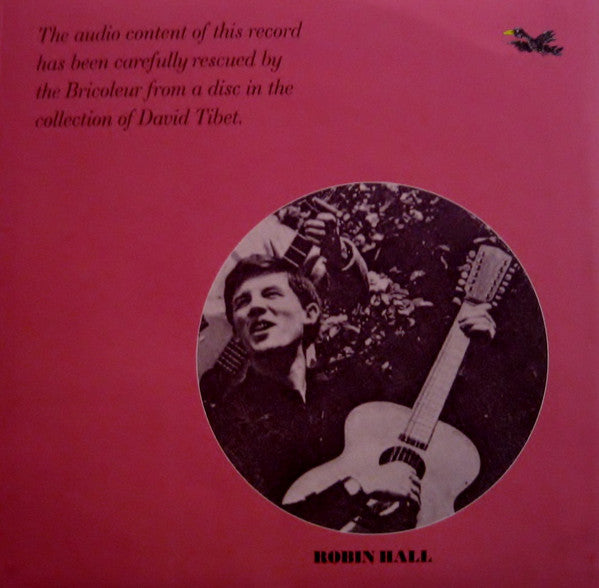 The audio content of this record
has been carefully rescued by
the Bricoleur from a disc in the
collection of David Tibet.
ROBIN HALL